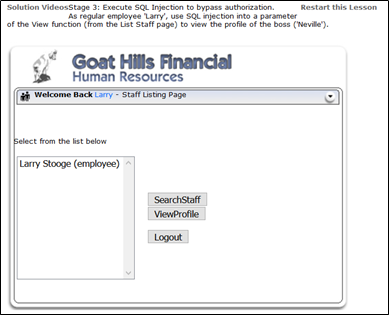 Solution Videos Stage 3: Execute SQL Injection to bypass authorization. Restart this Lesson
As regular employee 'Larry', use SQL injection into a parameter
of the View function (from the List Staff page) to view the profile of the boss ('Neville').
Goat Hills Financial
Human Resources
Welcome Back Larry - Staff Listing Page
Select from the list below
Larry Stooge (employee)
SearchStaff
ViewProfile
Logout